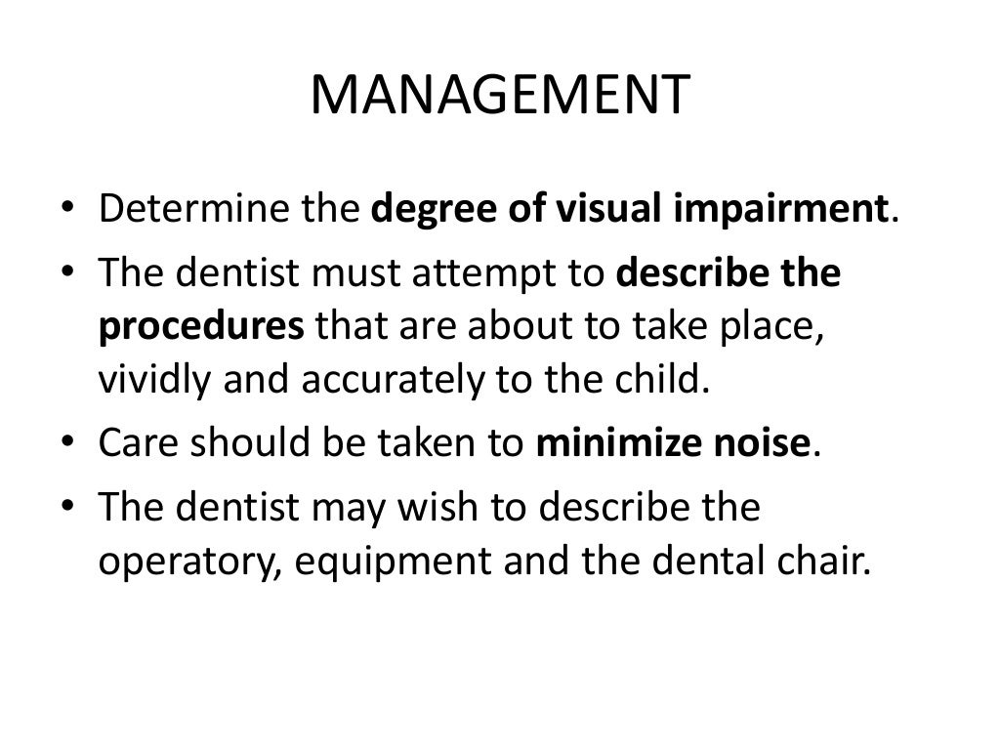 MANAGEMENT
• Determine the degree of visual impairment.
• The dentist must attempt to describe the
procedures that are about to take place,
vividly and accurately to the child.
• Care should be taken to minimize noise.
• The dentist may wish to describe the
operatory, equipment and the dental chair.